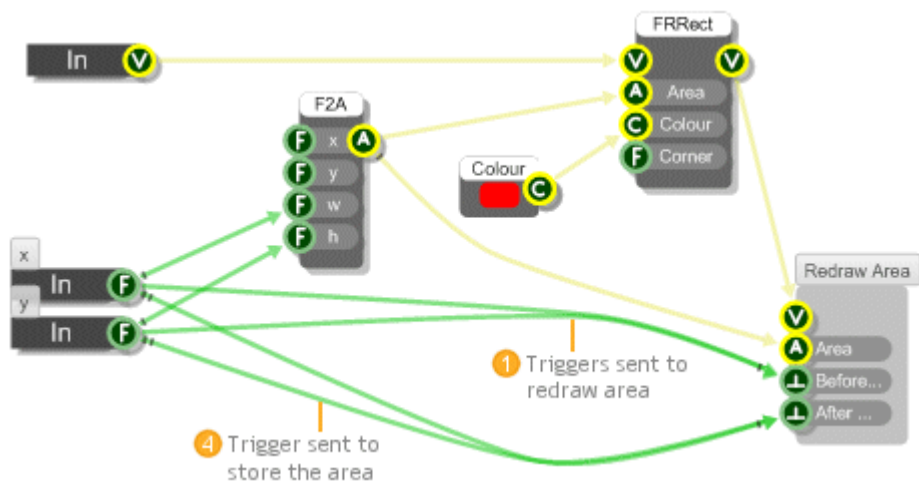 FRRect
In
V
V
V
A
Area
F2A
F
x
A
C
Colour
F
y
Colour
F
Corner
C
F
w
F
h
x
In
F
Redraw Area
y
In
F
V
A
Area
1 Triggers sent to
redraw area
Before...
After ...
4 Trigger sent to
store the area